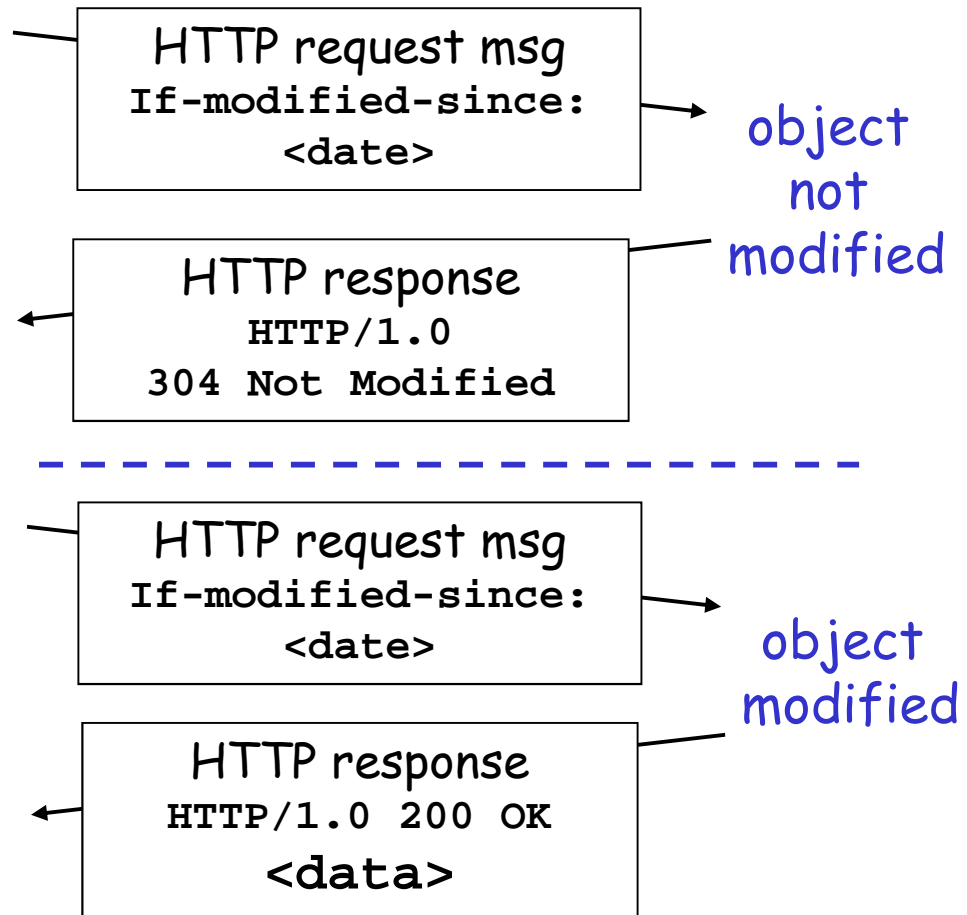 HTTP request msg
If-modified-since:
<date>
object
not
modified
HTTP response
HTTP/1.0
304 Not Modified
HTTP request msg
If-modified-since:
<date>
object
modified
HTTP response
HTTP/1.0 200 OK
<data>